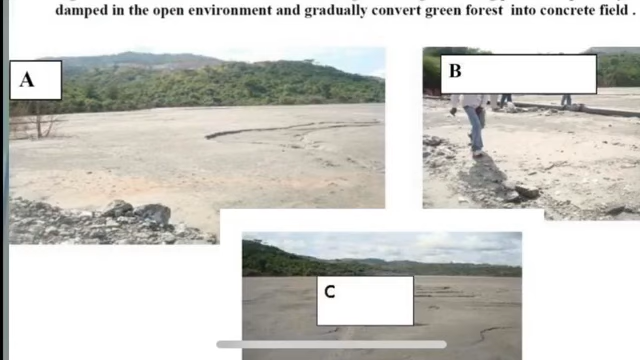 damped in the open environment and gradually convert green forest into concrete field .
A
B
C